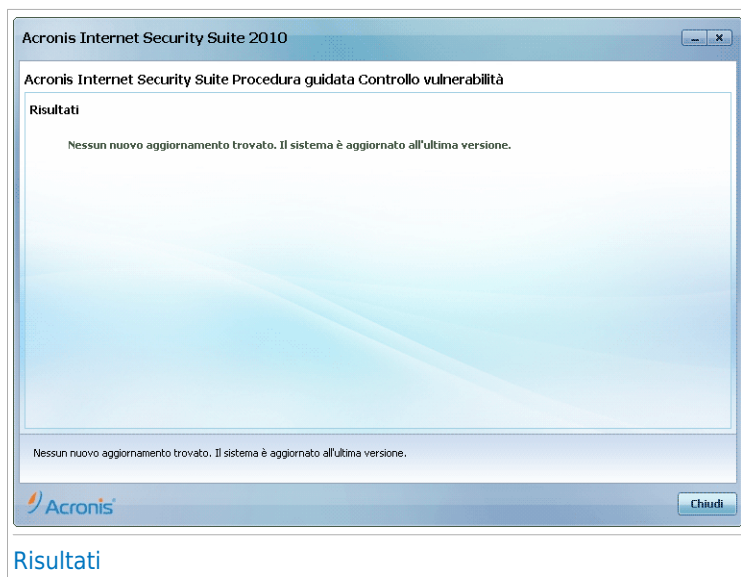 Acronis Internet Security Suite 2010
Acronis Internet Security Suite Procedura guidata Controllo vulnerabilità
Risultati
Nessun nuovo aggiornamento trovato. Il sistema è aggiornato all'ultima versione.
Nessun nuovo aggiornamento trovato. Il sistema è aggiornato all'ultima versione.
Acronis
Chiudi
Risultati